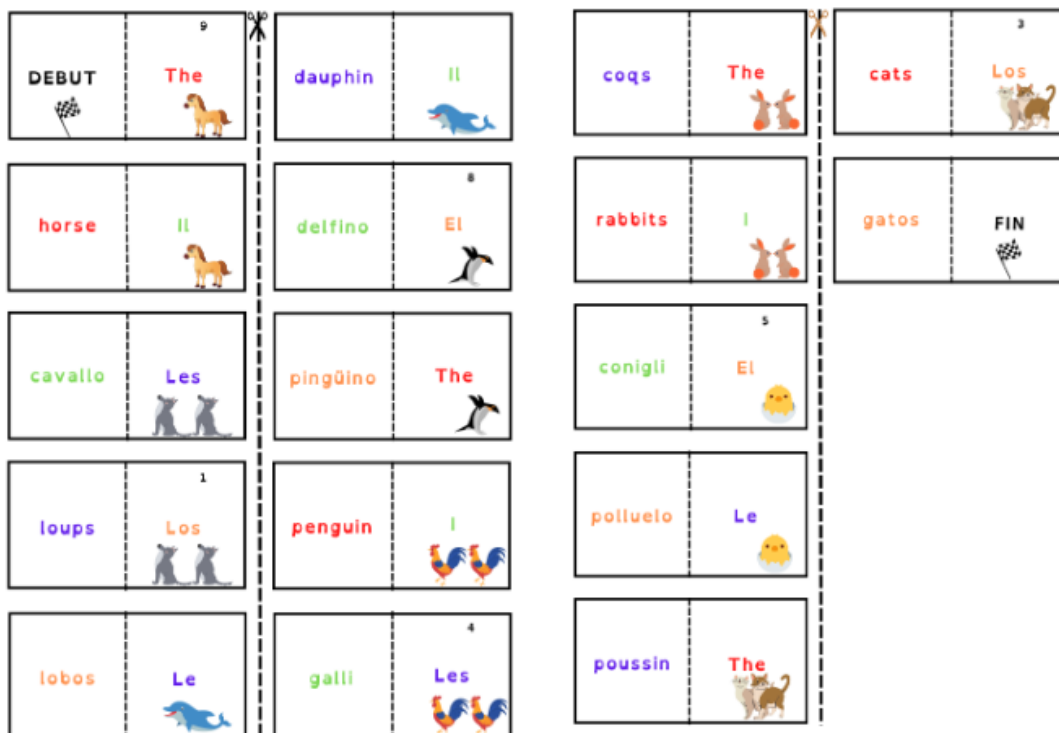 9
DEBUT The
horse Il
cavallo Les
1
loups Los
lobos Le
dauphin Il
8
delfino El
pingüino The
penguin I
4
galli Les
coqs The
rabbits I
5
conigli El
polluelo Le
poussin The
3
cats Los
gatos FIN